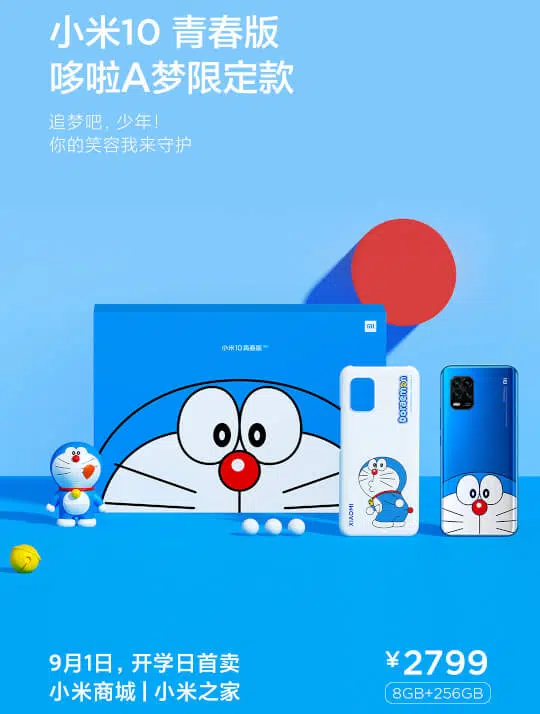 小米10 青春版
哆啦A梦限定款
追梦吧，少年！
你的笑容我来守护
小米10 青春版
DORAEMON
XIAOMI
9月1日，开学日首卖
小米商城 | 小米之家
¥2799
8GB+256GB